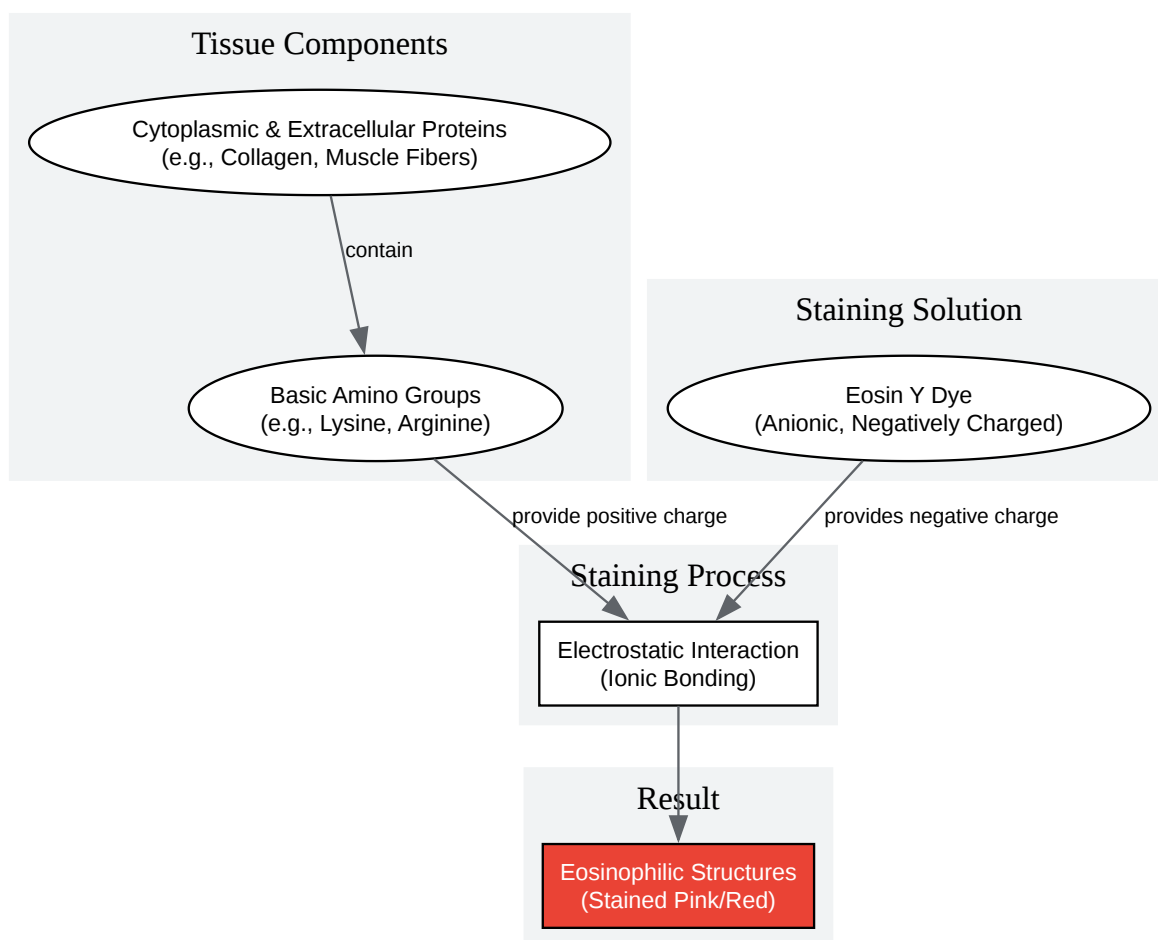 Tissue Components
Cytoplasmic & Extracellular Proteins
(e.g., Collagen, Muscle Fibers)
contain
Basic Amino Groups
(e.g., Lysine, Arginine)
Staining Solution
Eosin Y Dye
(Anionic, Negatively Charged)
provide positive charge
provides negative charge
Staining Process
Electrostatic Interaction
(Ionic Bonding)
Result
Eosinophilic Structures
(Stained Pink/Red)